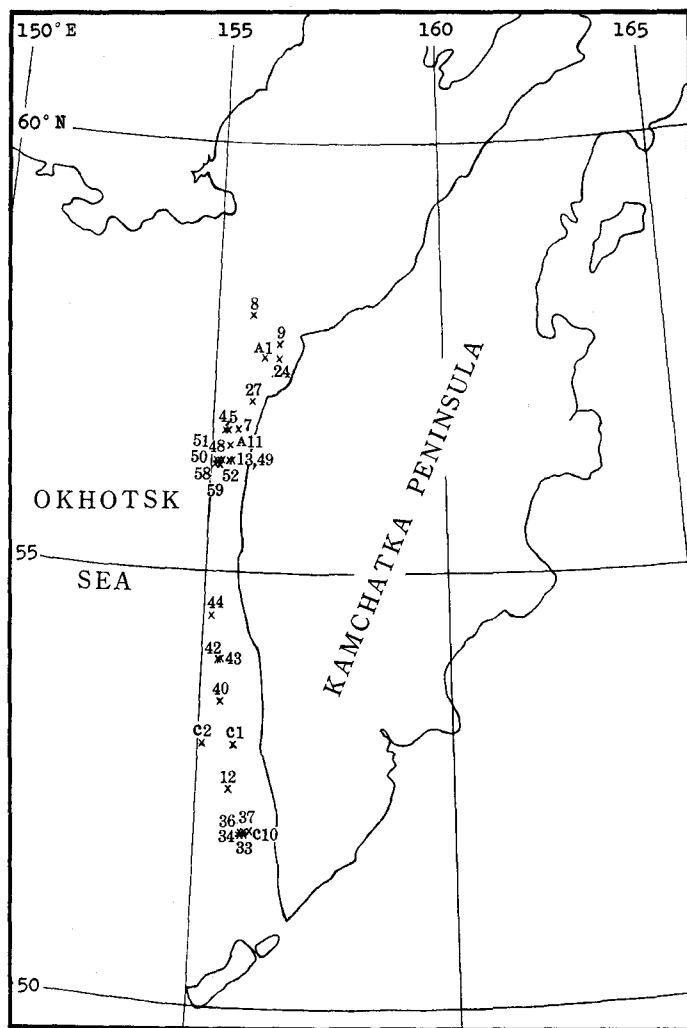 150°E 155 160 165
60°N
8
9
A1
24
27
45 7
51 48 A11
50 13,49
58 52
59
OKHOTSK
KAMCHATKA PENINSULA
55
SEA
44
42 43
40
C2 C1
12
36 37
34 C10
33
50